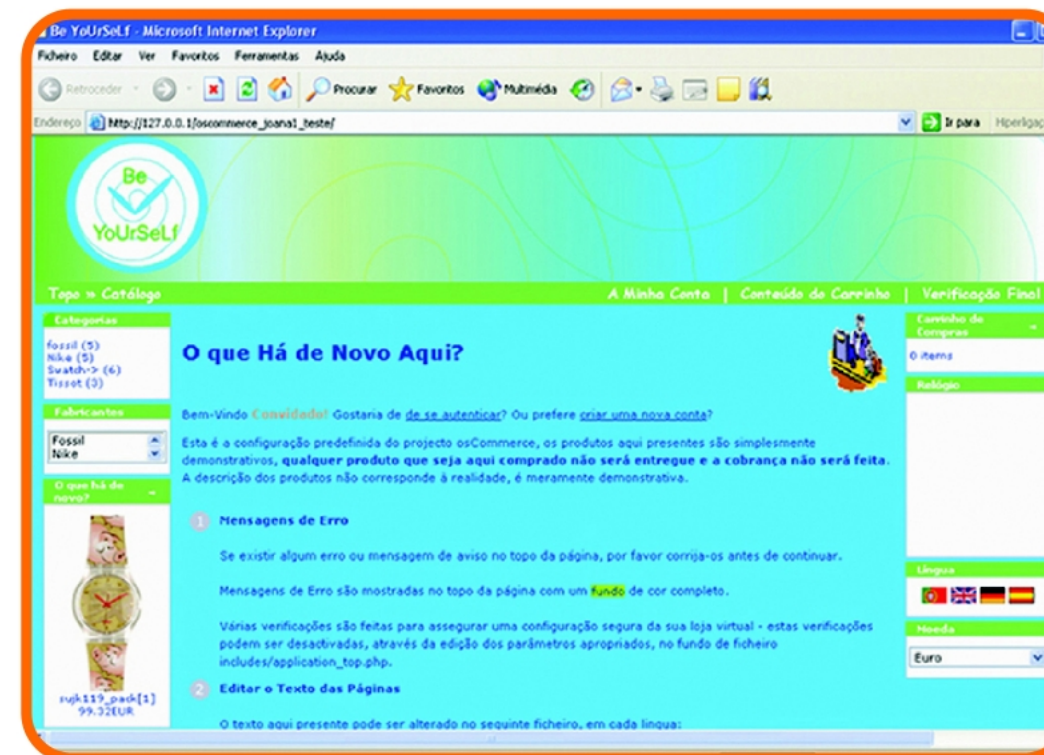 Be YoUrSeLf - Microsoft Internet Explorer
Ficheiro Editar Ver Favoritos Ferramentas Ajuda
Retroceder Procurar Favoritos Multimédia
Endereço http://127.0.0.1/oscommerce_joana1_teste/ Ir para
Be
YoUrSeLf
Topo » Catálogo A Minha Conta | Conteúdo do Carrinho | Verificação Final
Categorias
fossil (5)
Nike (5)
Swatch-> (6)
Tissot (3)
Fabricantes
Fossil
Nike
O que há de
novo?
rujk119_pack[1]
99.32EUR
O que Há de Novo Aqui?
Bem-Vindo Convidado! Gostaria de de se autenticar? Ou prefere criar uma nova conta?
Esta é a configuração predefinida do projecto osCommerce, os produtos aqui presentes são simplesmente
demonstrativos, qualquer produto que seja aqui comprado não será entregue e a cobrança não será feita.
A descrição dos produtos não corresponde à realidade, é meramente demonstrativa.
1 Mensagens de Erro
Se existir algum erro ou mensagem de aviso no topo da página, por favor corrija-os antes de continuar.
Mensagens de Erro são mostradas no topo da página com um fundo de cor completo.
Várias verificações são feitas para assegurar uma configuração segura da sua loja virtual - estas verificações
podem ser desactivadas, através da edição dos parâmetros apropriados, no fundo de ficheiro
includes/application_top.php.
2 Editar o Texto das Páginas
O texto aqui presente pode ser alterado no seguinte ficheiro, em cada lingua:
Carrinho de
Compras
0 items
Relógio
Língua
Moeda
Euro